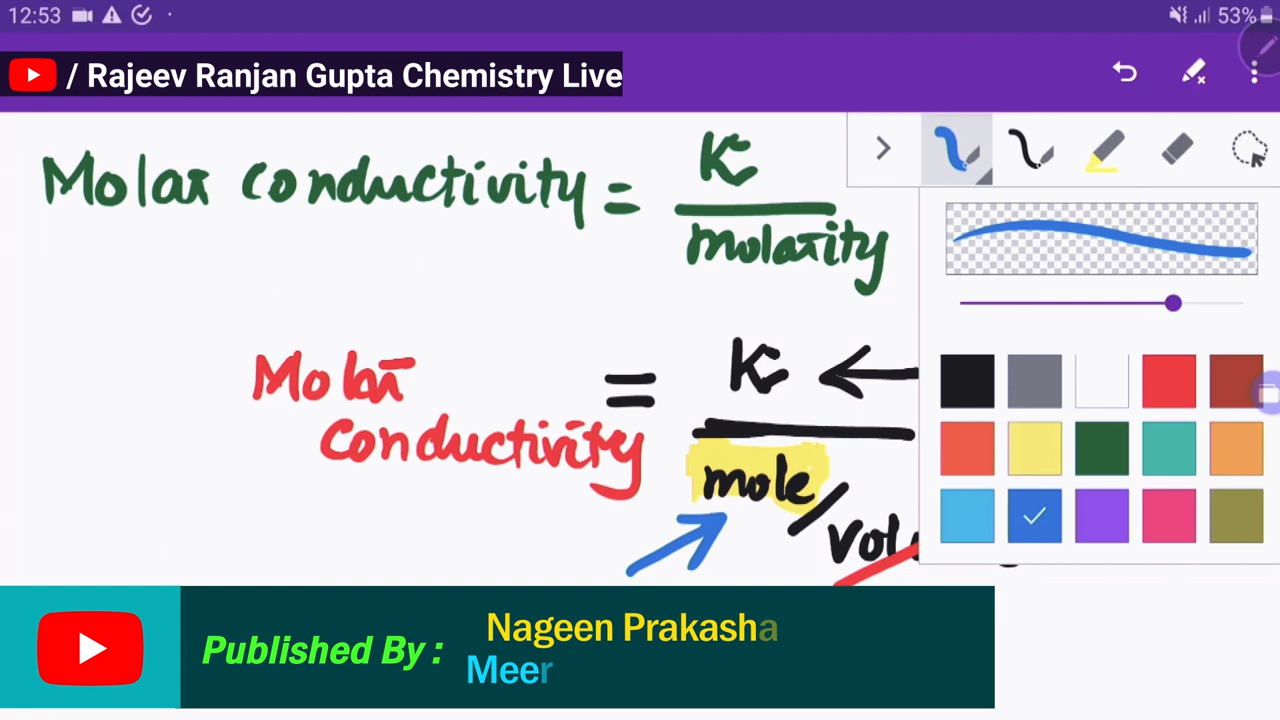 12:53 53%
/ Rajeev Ranjan Gupta Chemistry Live
Molar conductivity = K
molarity
Molar
conductivity = K
mole/
Published By :
Nageen Prakasha
Meer